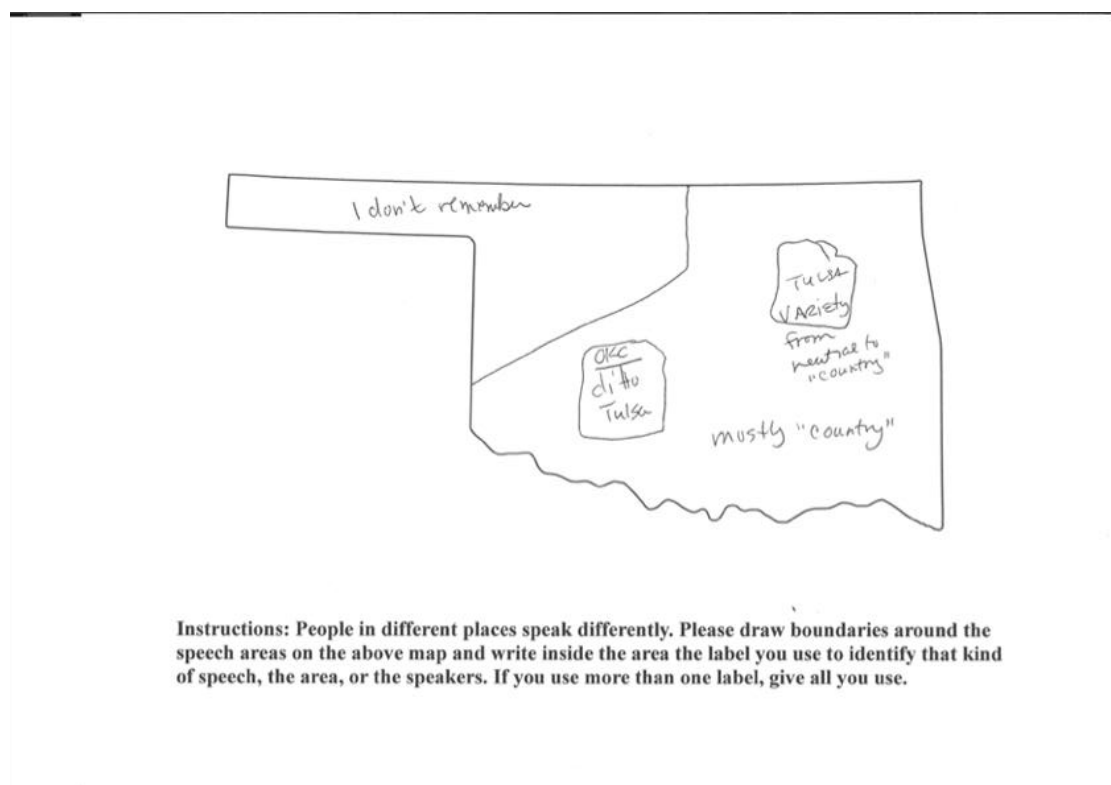 I don't remember
TULSA
VARiety
from
neutral to
"country"
OKC
ditto
Tulsa
mostly "country"
Instructions: People in different places speak differently. Please draw boundaries around the
speech areas on the above map and write inside the area the label you use to identify that kind
of speech, the area, or the speakers. If you use more than one label, give all you use.